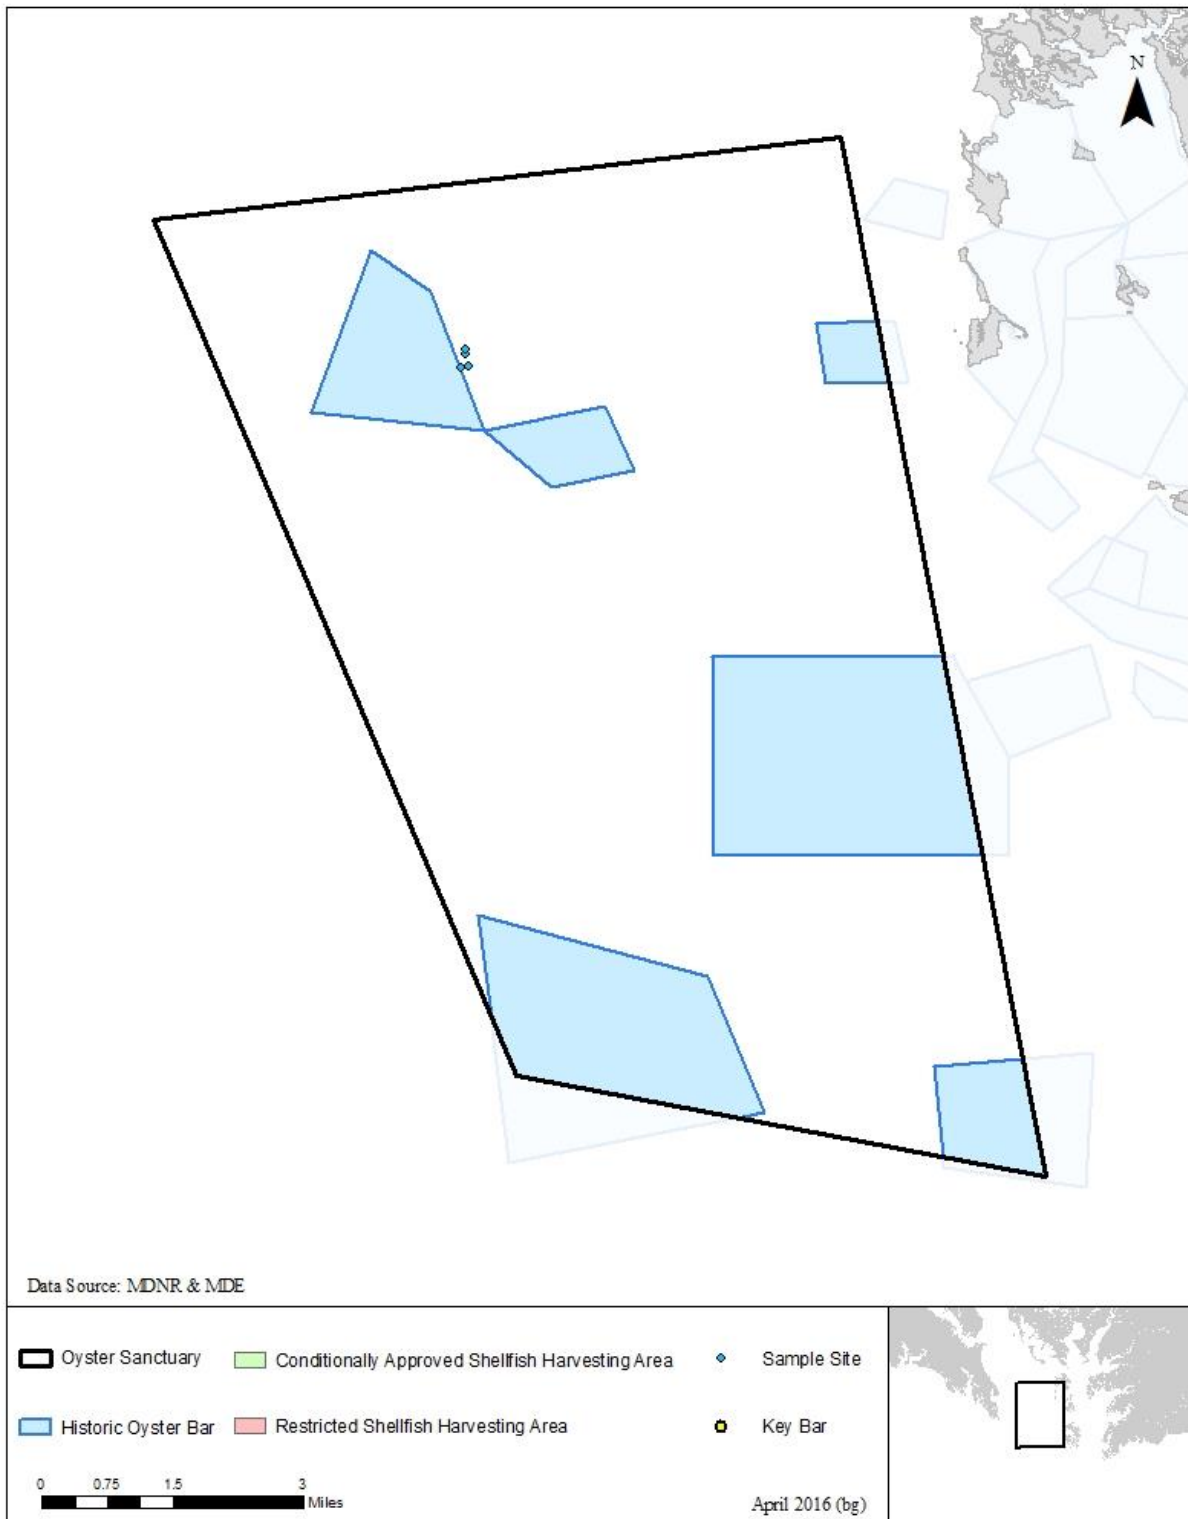 N
Data Source: MDNR & MDE
Oyster Sanctuary
Conditionally Approved Shellfish Harvesting Area
Sample Site
Historic Oyster Bar
Restricted Shellfish Harvesting Area
Key Bar
0 0.75 1.5 3
Miles
April 2016 (bg)